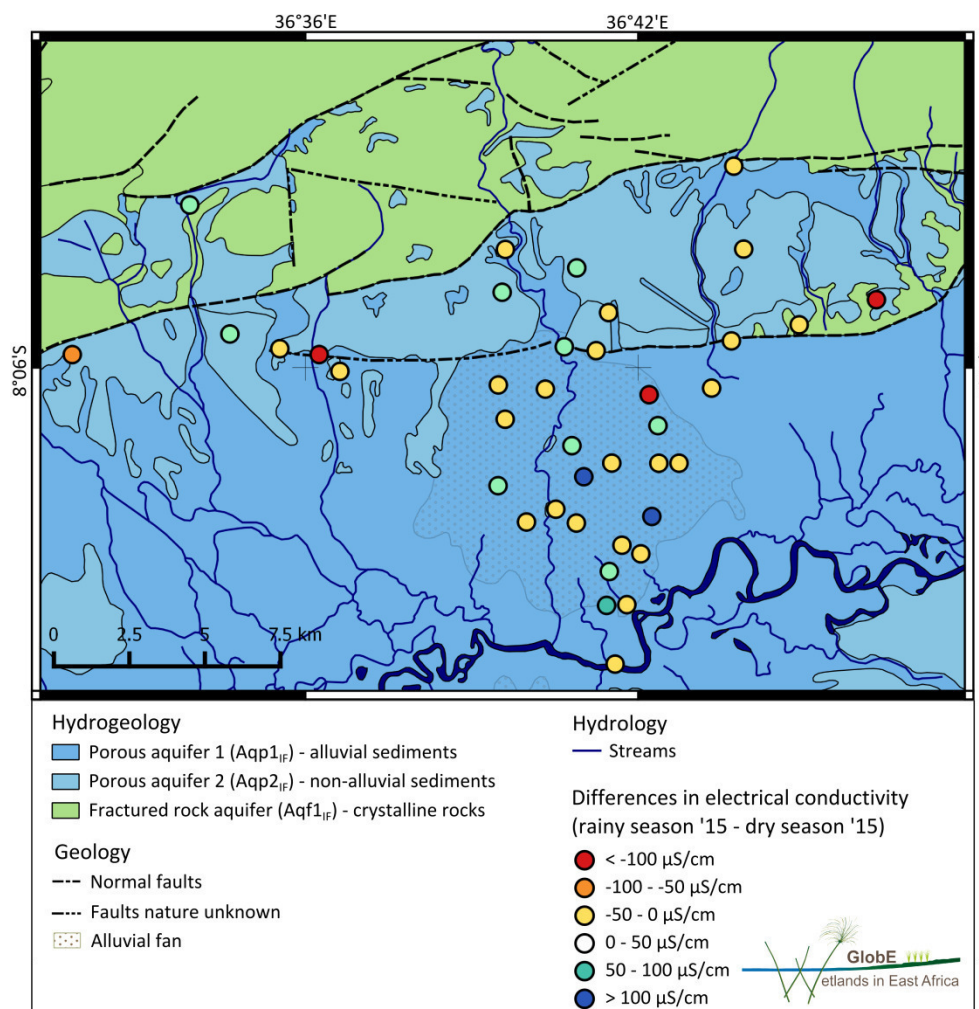 36°36'E
36°42'E
8°06'S
0
2.5
5
7.5 km
Hydrogeology
Porous aquifer 1 (Aqp1IF) - alluvial sediments
Porous aquifer 2 (Aqp2IF) - non-alluvial sediments
Fractured rock aquifer (Aqf1IF) - crystalline rocks
Geology
Normal faults
Faults nature unknown
Alluvial fan
Hydrology
Streams
Differences in electrical conductivity
(rainy season '15 - dry season '15)
< -100 µS/cm
-100 - -50 µS/cm
-50 - 0 µS/cm
0 - 50 µS/cm
50 - 100 µS/cm
> 100 µS/cm
GlobE
Wetlands in East Africa